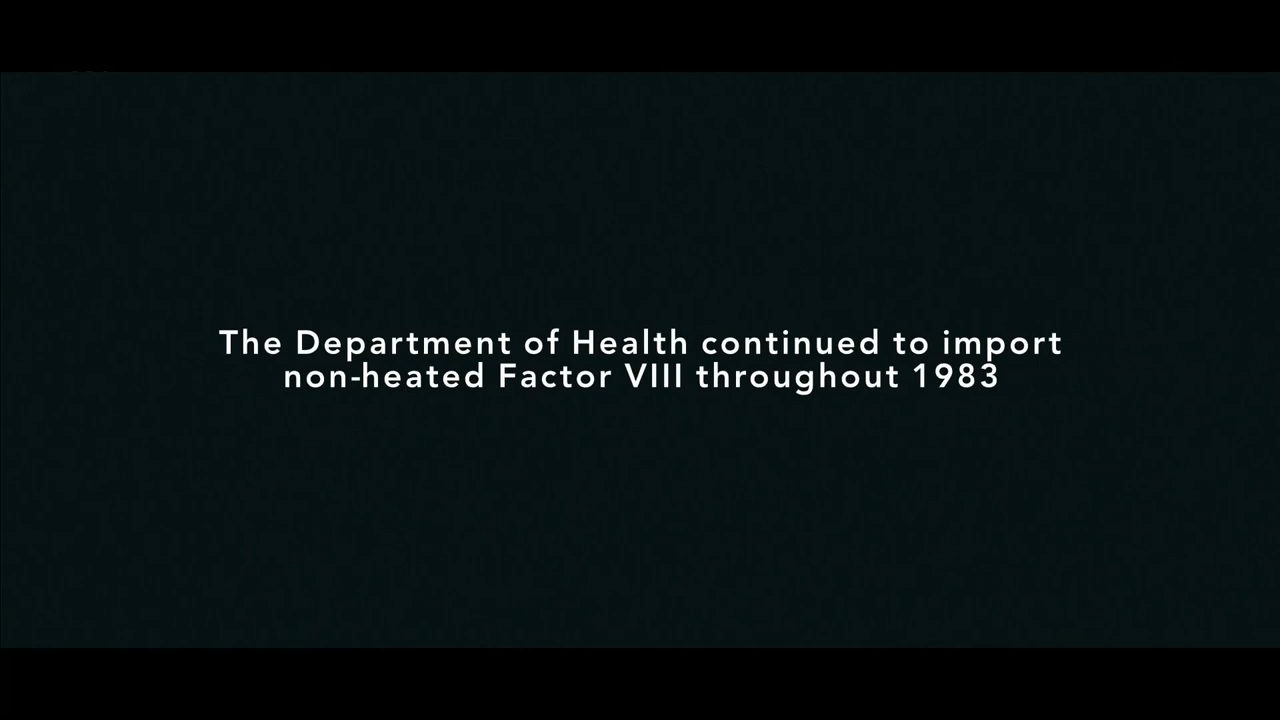 The Department of Health continued to import
non-heated Factor VIII throughout 1983